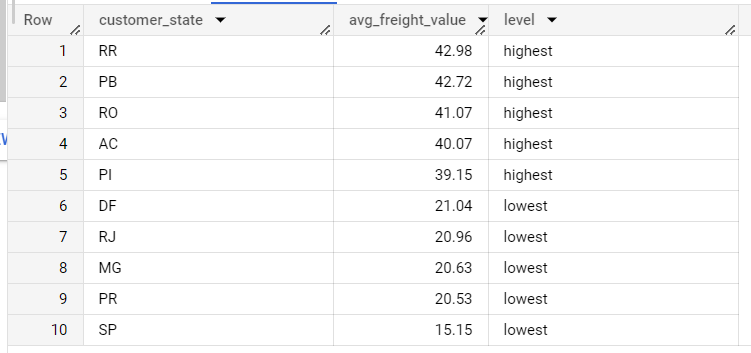 Row customer_state avg_freight_value level
1 RR 42.98 highest
2 PB 42.72 highest
3 RO 41.07 highest
4 AC 40.07 highest
5 PI 39.15 highest
6 DF 21.04 lowest
7 RJ 20.96 lowest
8 MG 20.63 lowest
9 PR 20.53 lowest
10 SP 15.15 lowest